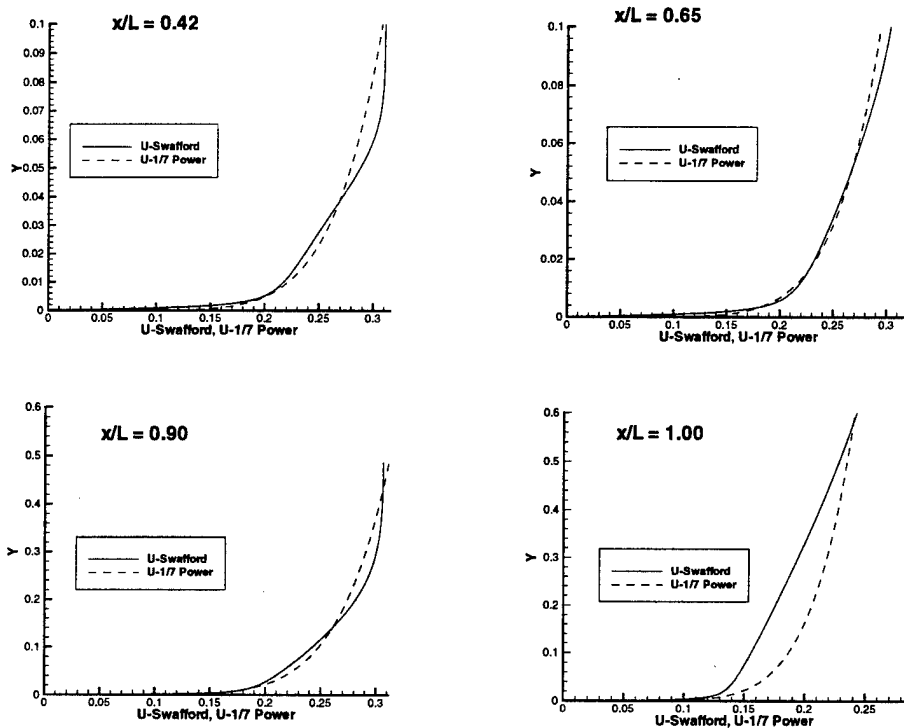 x/L = 0.42
0.1
0.09
0.08
0.07
0.06
0.05
0.04
0.03
0.02
0.01
0
Y
U-Swafford
U-1/7 Power
0 0.05 0.1 0.15 0.2 0.25 0.3
U-Swafford, U-1/7 Power
x/L = 0.65
0.1
0.08
0.06
0.04
0.02
0
Y
U-Swafford
U-1/7 Power
0 0.05 0.1 0.15 0.2 0.25 0.3
U-Swafford, U-1/7 Power
x/L = 0.90
0.6
0.5
0.4
0.3
0.2
0.1
0
Y
U-Swafford
U-1/7 Power
0 0.05 0.1 0.15 0.2 0.25 0.3
U-Swafford, U-1/7 Power
x/L = 1.00
0.6
0.5
0.4
0.3
0.2
0.1
0
Y
U-Swafford
U-1/7 Power
0 0.05 0.1 0.15 0.2 0.25
U-Swafford, U-1/7 Power